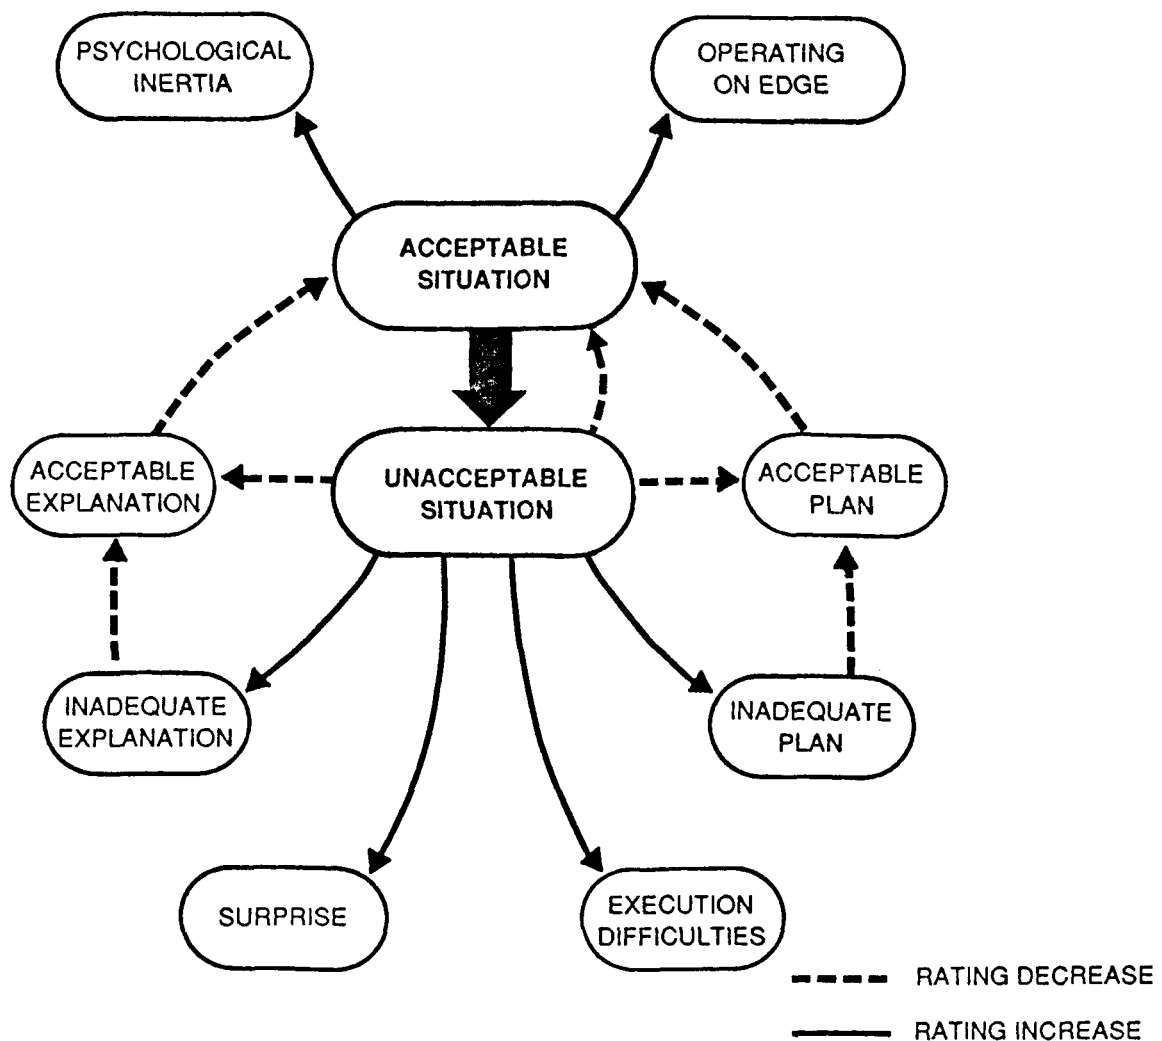 PSYCHOLOGICAL
INERTIA
OPERATING
ON EDGE
ACCEPTABLE
SITUATION
ACCEPTABLE
EXPLANATION
UNACCEPTABLE
SITUATION
ACCEPTABLE
PLAN
INADEQUATE
EXPLANATION
INADEQUATE
PLAN
SURPRISE
EXECUTION
DIFFICULTIES
RATING DECREASE
RATING INCREASE